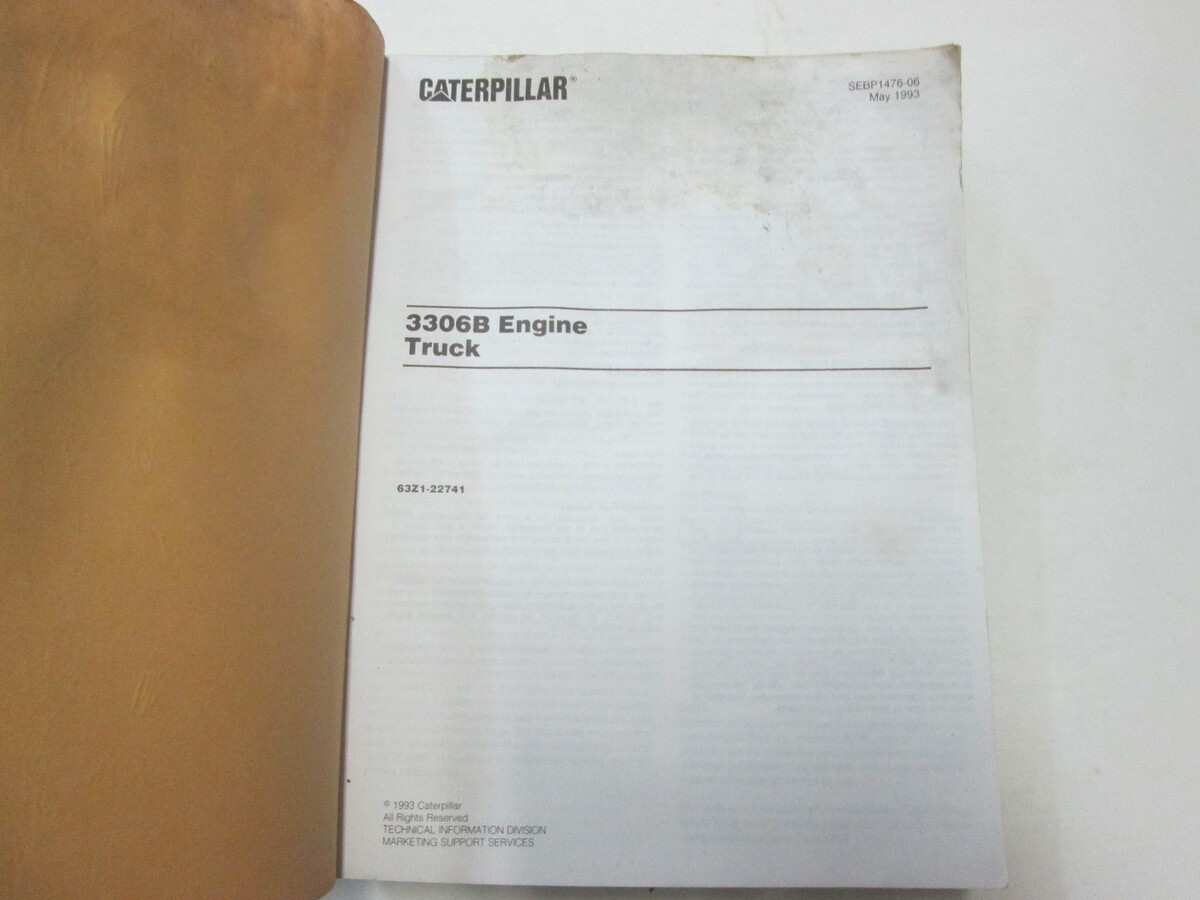 CATERPILLAR®
SEBP1476-06
May 1993
3306B Engine
Truck
63Z1-22741
© 1993 Caterpillar
All Rights Reserved
TECHNICAL INFORMATION DIVISION
MARKETING SUPPORT SERVICES